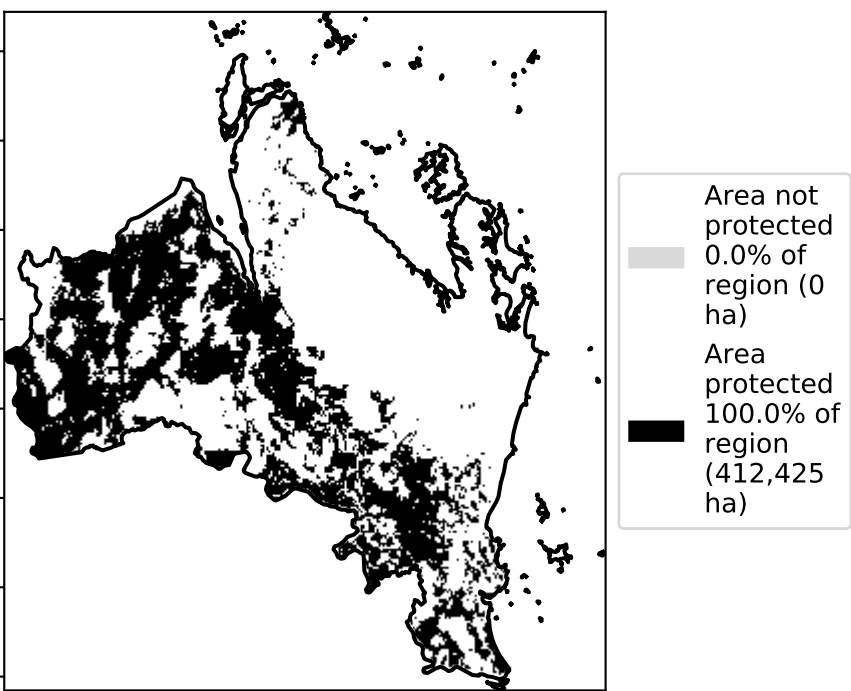 Area not
protected
0.0% of
region (0
ha)
Area
protected
100.0% of
region
(412,425
ha)